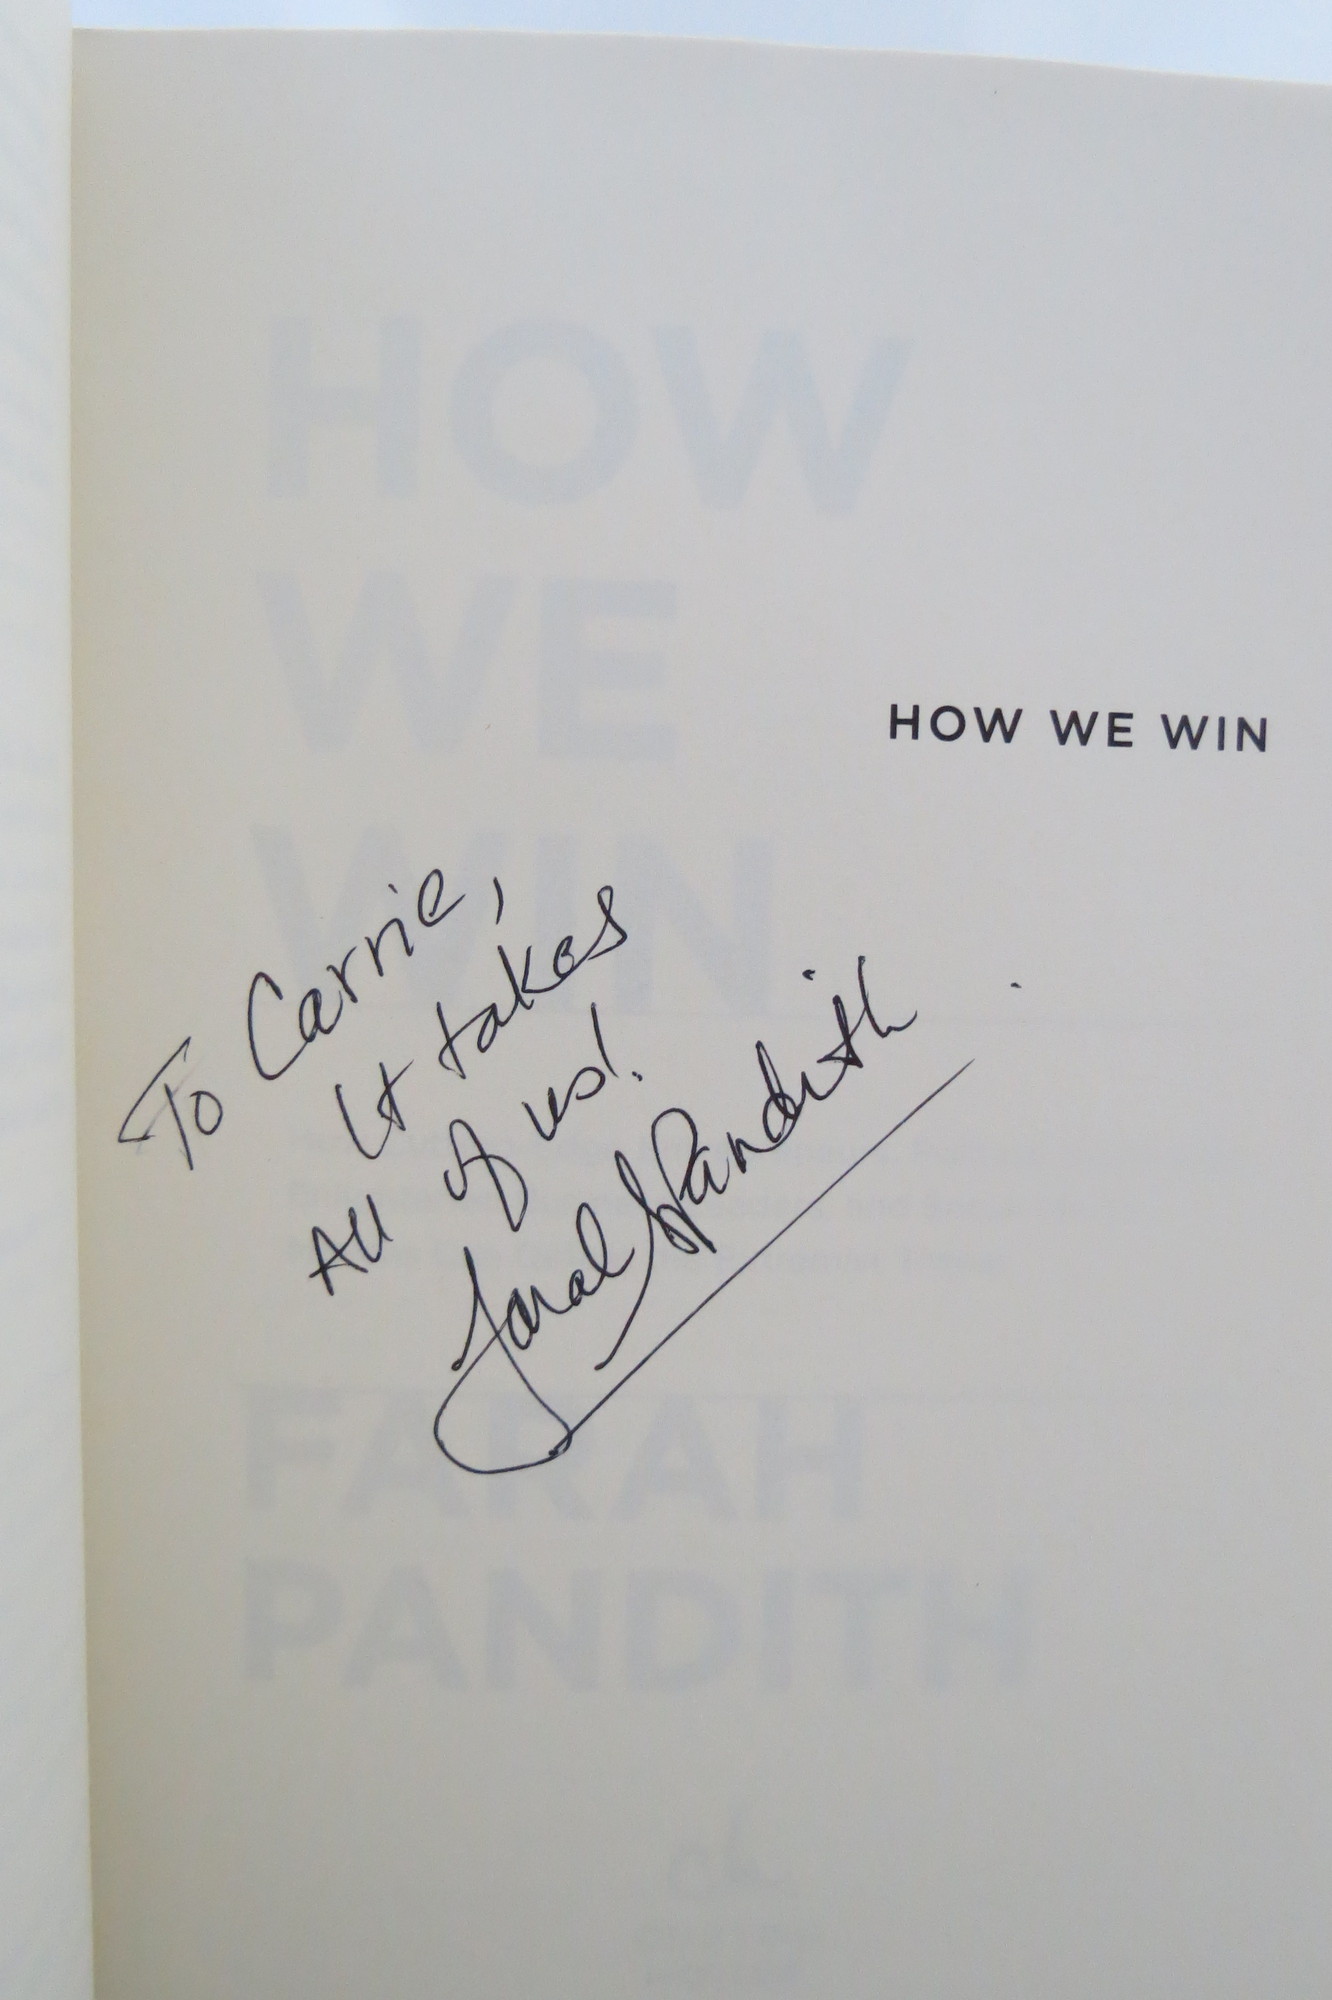 HOW WE WIN
To Carrie,
It takes
All of us!
Farah Pandith
HOW
WE
WIN
FARAH
PANDITH